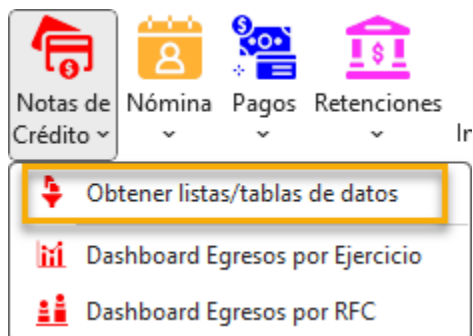 Notas de Crédito
Nómina
Pagos
Retenciones
In
Obtener listas/tablas de datos
Dashboard Egresos por Ejercicio
Dashboard Egresos por RFC